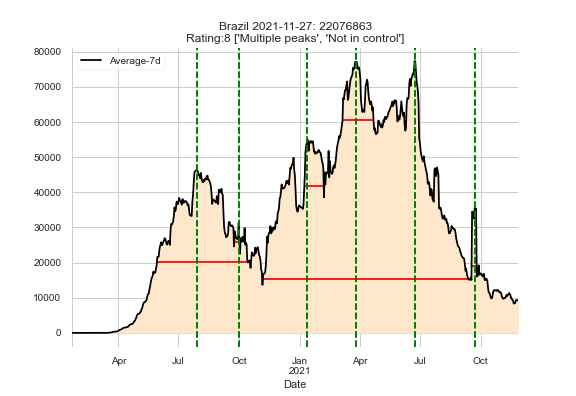 Brazil 2021-11-27: 22076863
Rating:8 ['Multiple peaks', 'Not in control']
Average-7d
80000
70000
60000
50000
40000
30000
20000
10000
0
Apr Jul Oct Jan Apr Jul Oct
2021
Date